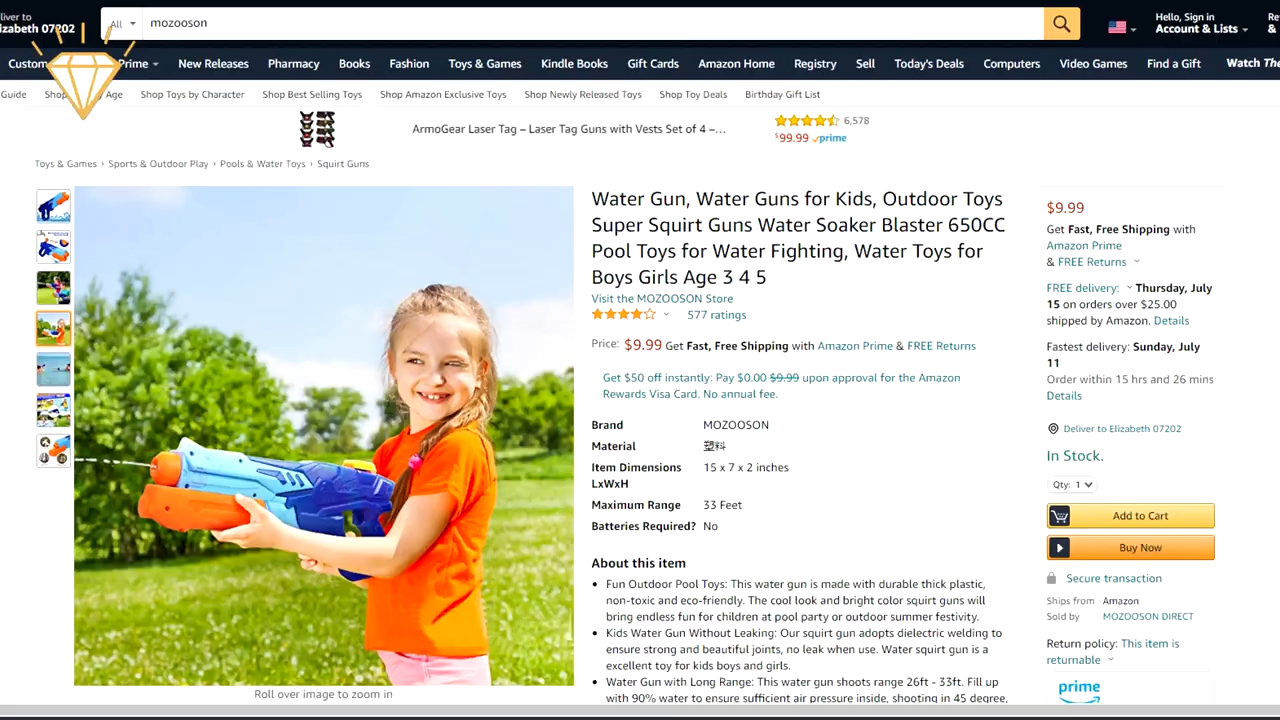 Deliver to
Elizabeth 07202
All
mozooson
Hello, Sign in
Account & Lists
Re
&
Custom
Prime
New Releases
Pharmacy
Books
Fashion
Toys & Games
Kindle Books
Gift Cards
Amazon Home
Registry
Sell
Today's Deals
Computers
Video Games
Find a Gift
Watch The
Guide
Shop
Age
Shop Toys by Character
Shop Best Selling Toys
Shop Amazon Exclusive Toys
Shop Newly Released Toys
Shop Toy Deals
Birthday Gift List
ArmoGear Laser Tag – Laser Tag Guns with Vests Set of 4 –…
6,578
$99.99 prime
Toys & Games › Sports & Outdoor Play › Pools & Water Toys › Squirt Guns
Water Gun, Water Guns for Kids, Outdoor Toys
Super Squirt Guns Water Soaker Blaster 650CC
Pool Toys for Water Fighting, Water Toys for
Boys Girls Age 3 4 5
Visit the MOZOOSON Store
577 ratings
Price: $9.99 Get Fast, Free Shipping with Amazon Prime & FREE Returns
Get $50 off instantly: Pay $0.00 $9.99 upon approval for the Amazon
Rewards Visa Card. No annual fee.
Brand MOZOOSON
Material 塑料
Item Dimensions 15 x 7 x 2 inches
LxWxH
Maximum Range 33 Feet
Batteries Required? No
About this item
Fun Outdoor Pool Toys: This water gun is made with durable thick plastic,
non-toxic and eco-friendly. The cool look and bright color squirt guns will
bring endless fun for children at pool party or outdoor summer festivity.
Kids Water Gun Without Leaking: Our squirt gun adopts dielectric welding to
ensure strong and beautiful joints, no leak when use. Water squirt gun is a
excellent toy for kids boys and girls.
Water Gun with Long Range: This water gun shoots range 26ft - 33ft. Fill up
with 90% water to ensure sufficient air pressure inside, shooting in 45 degree,
Roll over image to zoom in
$9.99
Get Fast, Free Shipping with
Amazon Prime
& FREE Returns
FREE delivery: Thursday, July
15 on orders over $25.00
shipped by Amazon. Details
Fastest delivery: Sunday, July
11
Order within 15 hrs and 26 mins
Details
Deliver to Elizabeth 07202
In Stock.
Qty: 1
Add to Cart
Buy Now
Secure transaction
Ships from Amazon
Sold by MOZOOSON DIRECT
Return policy: This item is
returnable
prime